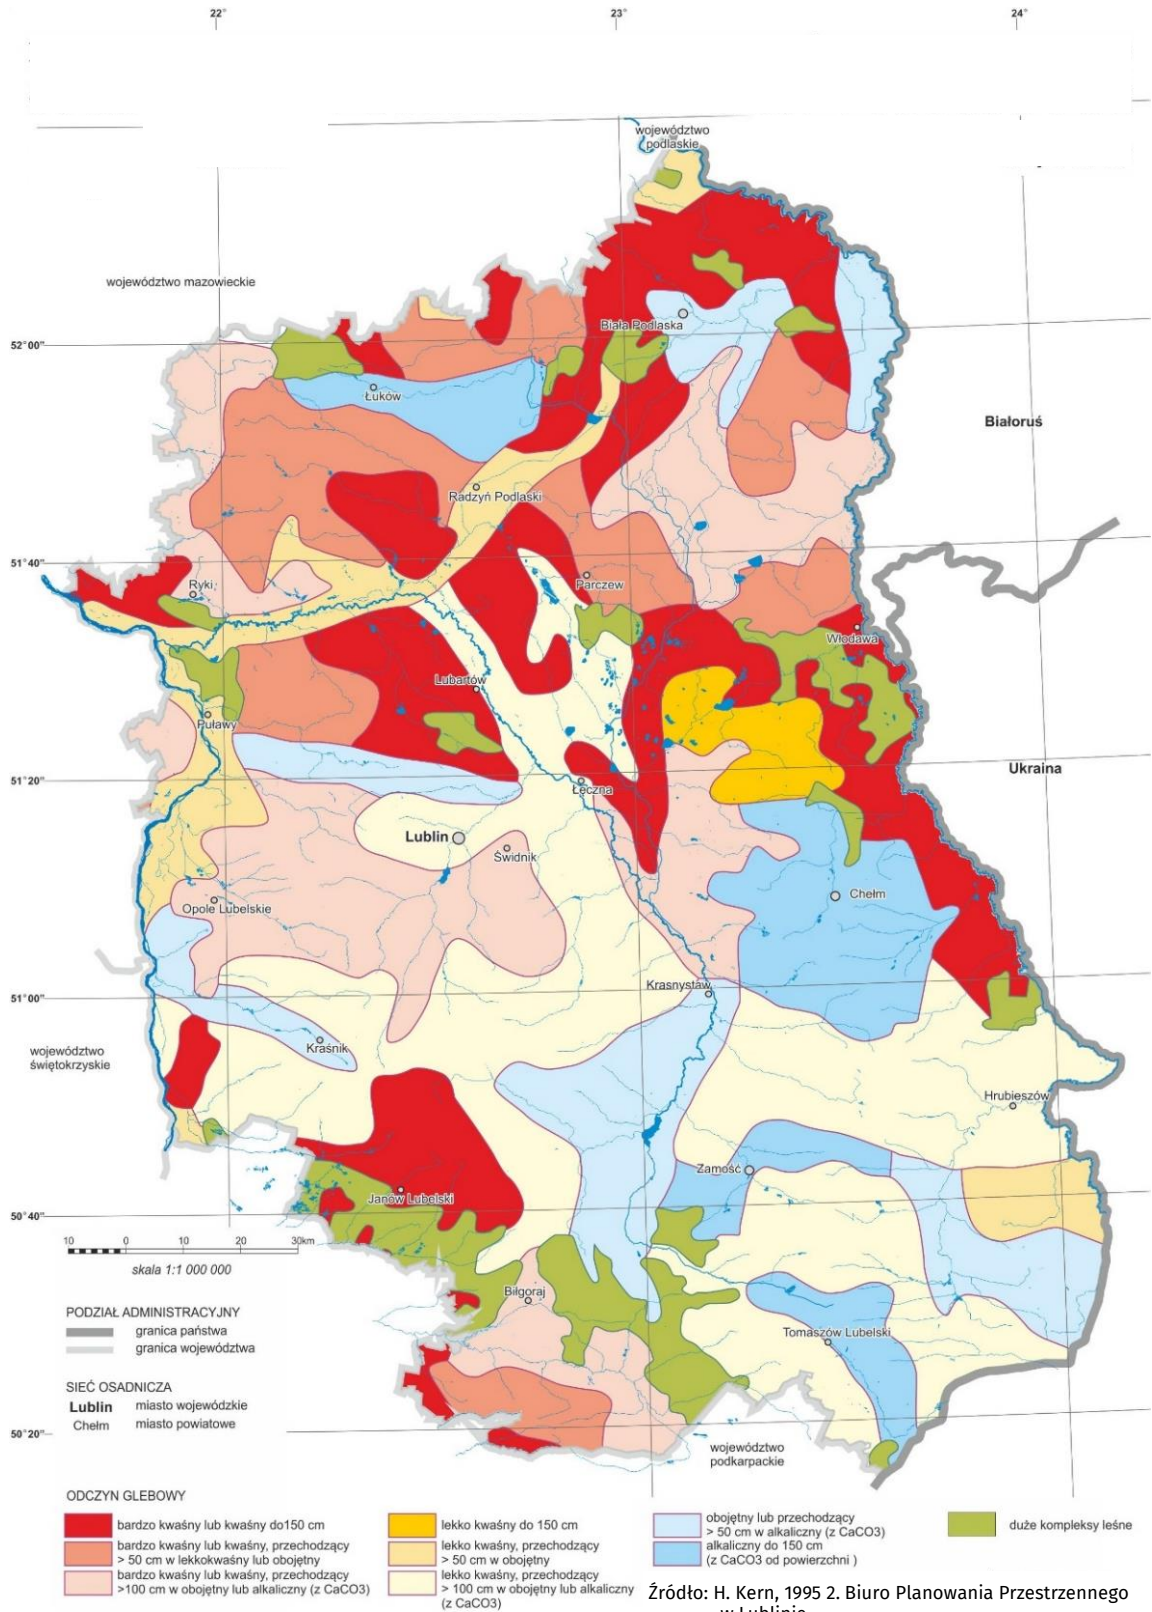 22°
23°
24°
województwo
podlaskie
województwo mazowieckie
Biała Podlaska
52°00'
Łuków
Białoruś
Radzyń Podlaski
51°40'
Ryki
Parczew
Włodawa
Lubartów
Puławy
Ukraina
51°20'
Łęczna
Lublin
Świdnik
Chełm
Opole Lubelskie
Krasnystaw
51°00'
Kraśnik
województwo
świętokrzyskie
Hrubieszów
Zamość
Janów Lubelski
50°40'
10 0 10 20 30km
skala 1:1 000 000
Biłgoraj
PODZIAŁ ADMINISTRACYJNY
granica państwa
granica województwa
Tomaszów Lubelski
SIEĆ OSADNICZA
Lublin miasto wojewódzkie
Chełm miasto powiatowe
50°20'
województwo
podkarpackie
ODCZYN GLEBOWY
bardzo kwaśny lub kwaśny do150 cm
bardzo kwaśny lub kwaśny, przechodzący
> 50 cm w lekkokwaśny lub obojętny
bardzo kwaśny lub kwaśny, przechodzący
>100 cm w obojętny lub alkaliczny (z CaCO3)
lekko kwaśny do 150 cm
lekko kwaśny, przechodzący
> 50 cm w obojętny
lekko kwaśny, przechodzący
> 100 cm w obojętny lub alkaliczny
(z CaCO3)
obojętny lub przechodzący
> 50 cm w alkaliczny (z CaCO3)
alkaliczny do 150 cm
(z CaCO3 od powierzchni )
duże kompleksy leśne
Źródło: H. Kern, 1995 2. Biuro Planowania Przestrzennego
w Lublinie